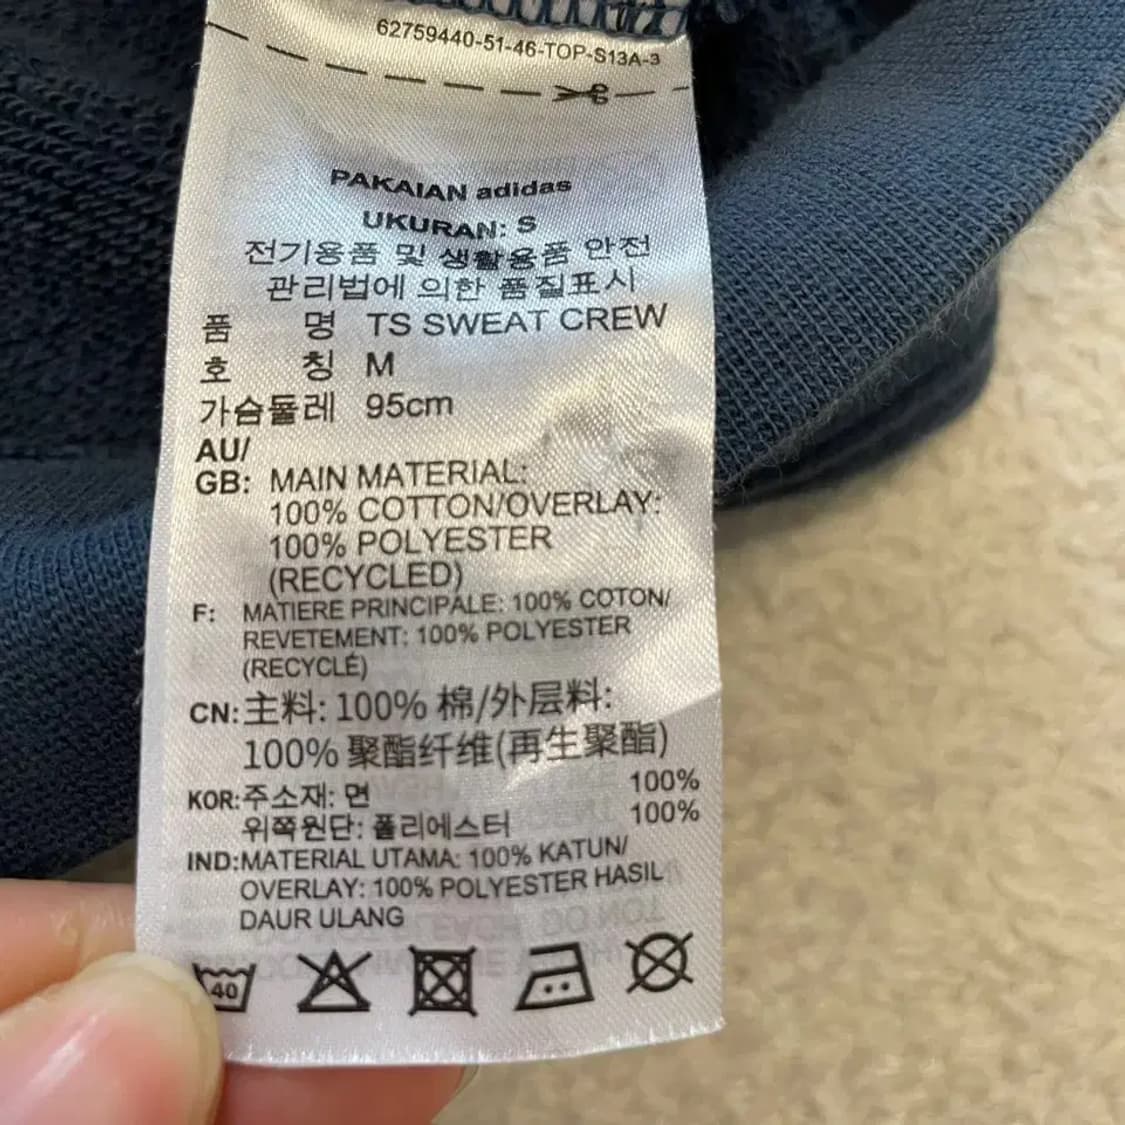 62759440-51-46-TOP-S13A-3
PAKAIAN adidas
UKURAN: S
전기용품 및 생활용품 안전
관리법에 의한 품질표시
품 명 TS SWEAT CREW
호 칭 M
가슴둘레 95cm
AU/
GB: MAIN MATERIAL:
100% COTTON/OVERLAY:
100% POLYESTER
(RECYCLED)
F: MATIERE PRINCIPALE: 100% COTON/
REVETEMENT: 100% POLYESTER
(RECYCLÉ)
CN: 主料: 100% 棉/外层料:
100% 聚酯纤维(再生聚酯)
KOR: 주소재: 면 100%
위쪽원단: 폴리에스터 100%
IND: MATERIAL UTAMA: 100% KATUN/
OVERLAY: 100% POLYESTER HASIL
DAUR ULANG
40